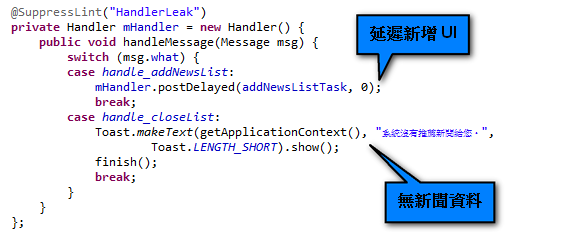 @SuppressLint("HandlerLeak")
private Handler mHandler = new Handler() {
public void handleMessage(Message msg) {
switch (msg.what) {
case handle_addNewsList:
mHandler.postDelayed(addNewsListTask, 0);
break;
case handle_closeList:
Toast.makeText(getApplicationContext(), "系統沒有推薦新聞給您。",
Toast.LENGTH_SHORT).show();
finish();
break;
}
}
};
延遲新增 UI
無新聞資料